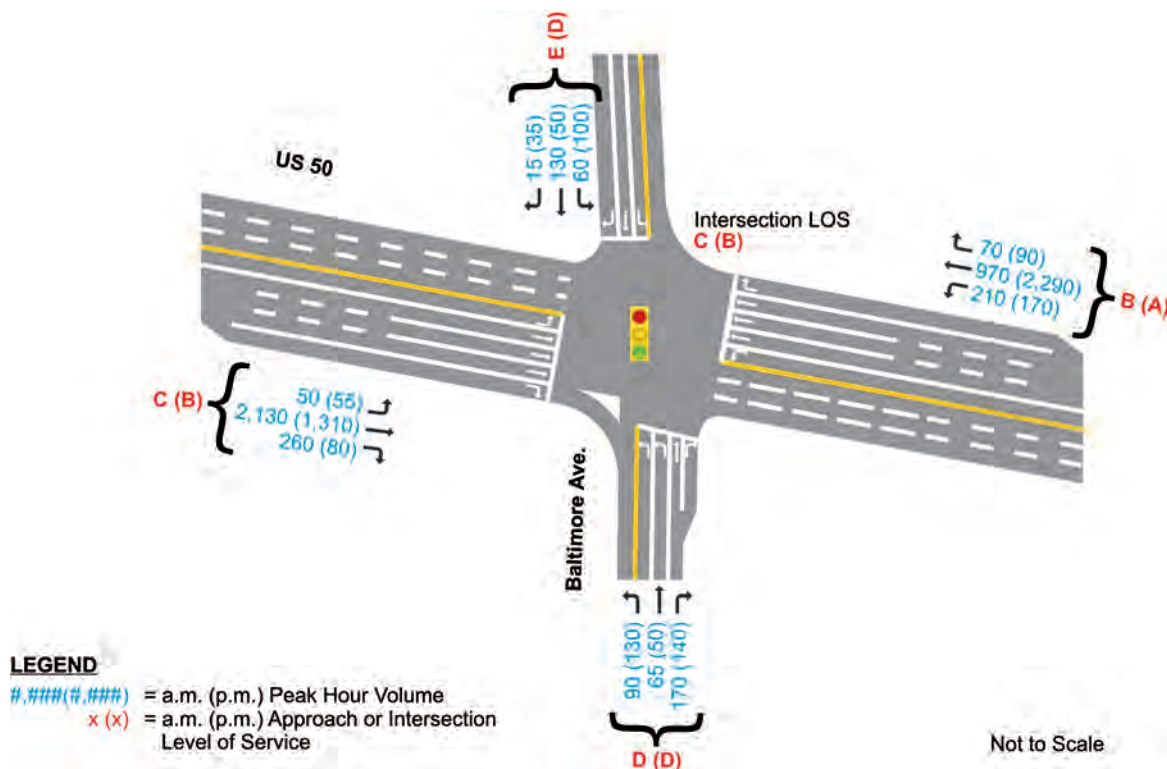 E (D)
15 (35)
130 (50)
60 (100)
US 50
Intersection LOS
C (B)
70 (90)
970 (2,290)
210 (170)
B (A)
C (B)
50 (55)
2,130 (1,310)
260 (80)
Baltimore Ave.
90 (130)
65 (50)
170 (140)
D (D)
LEGEND
#,###(#,###) = a.m. (p.m.) Peak Hour Volume
x (x) = a.m. (p.m.) Approach or Intersection
Level of Service
Not to Scale